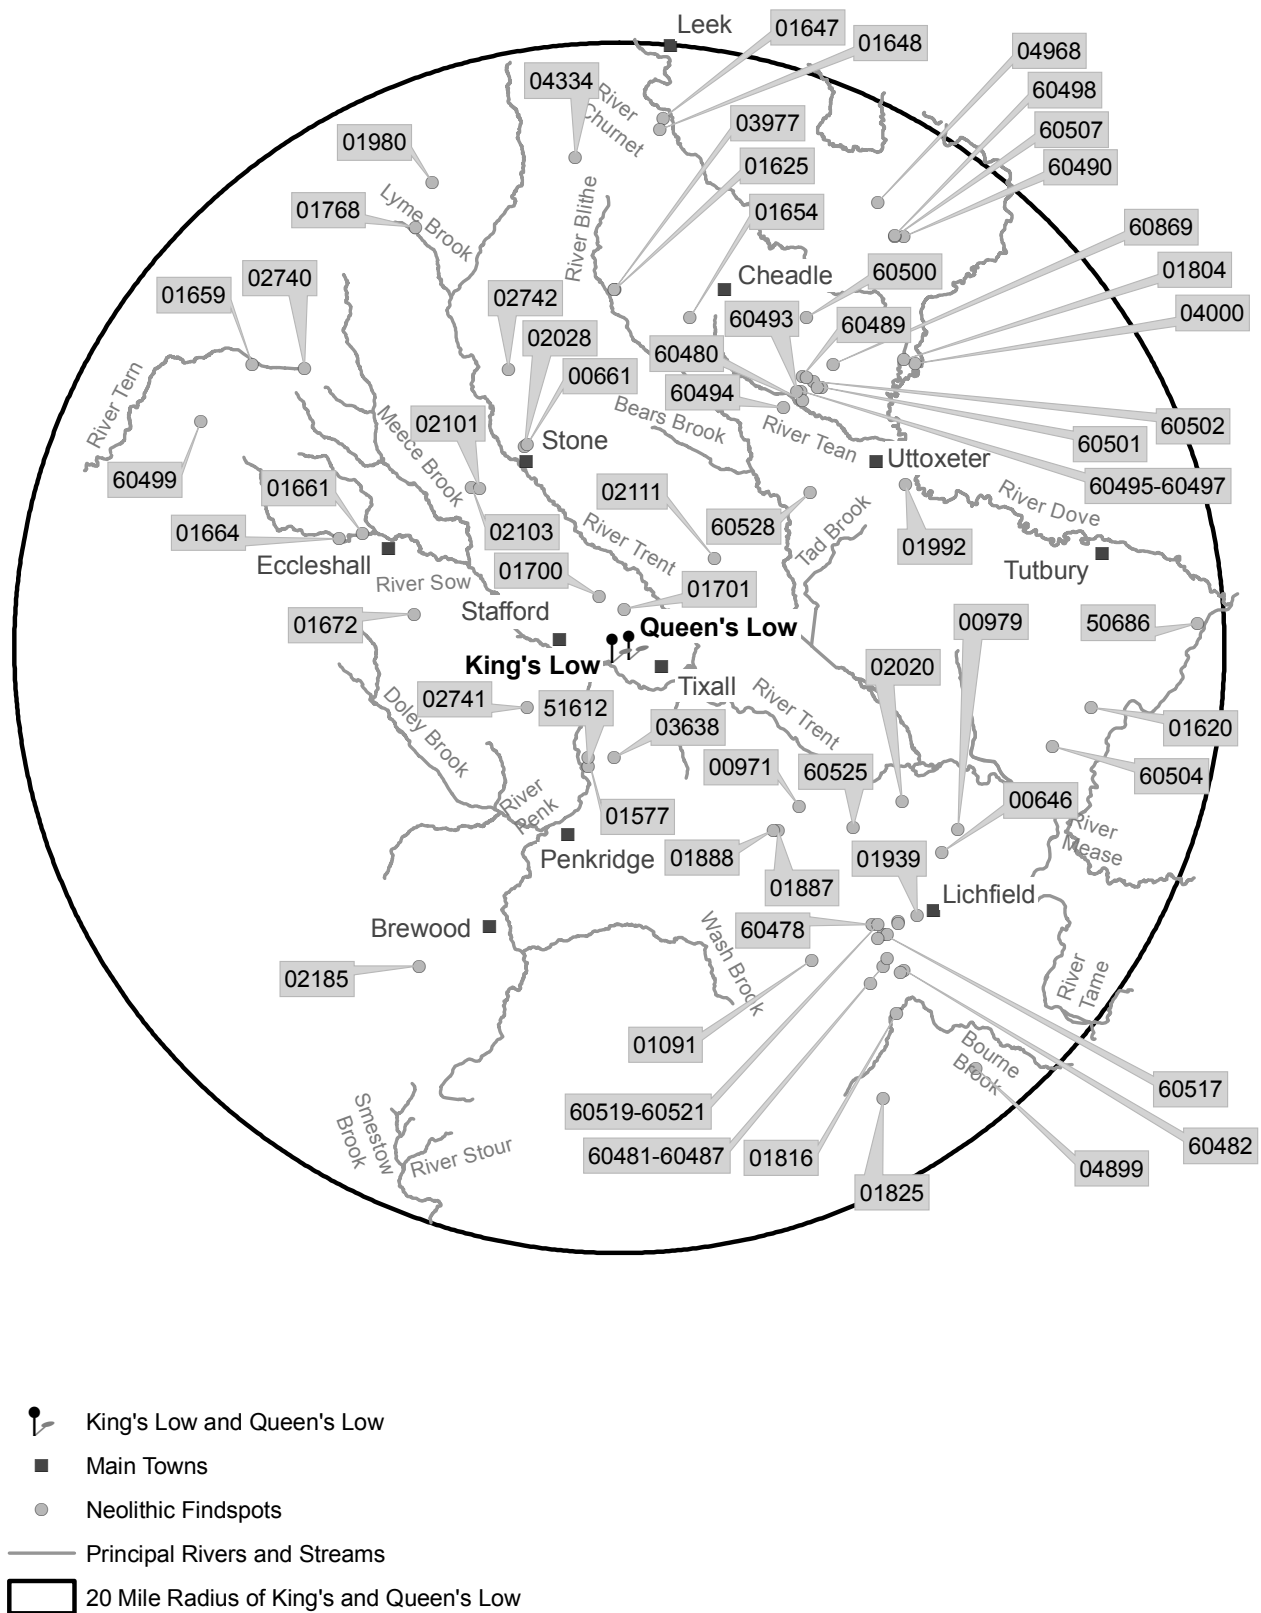 Leek
01647
01648
04968
04334
River
Churnet
60498
01980
03977
60507
01625
60490
01768
Lyme Brook
River Blithe
01654
60869
02740
Cheadle
60500
01804
01659
02742
60493
60489
04000
02028
60480
00661
River Tern
60494
Bears Brook
02101
Meece Brook
Stone
River Tean
60502
60501
Uttoxeter
60499
01661
02111
60495-60497
River Dove
01664
02103
River Trent
60528
Tad Brook
01992
Eccleshall
River Sow
01700
Tutbury
01701
Stafford
01672
Queen's Low
00979
50686
King's Low
02020
Tixall
02741
51612
River Trent
Doley Brook
03638
01620
00971
60525
60504
River
Penk
01577
00646
River
Mease
Penkridge
01888
01939
01887
Lichfield
Brewood
60478
Wash Brook
02185
River
Tame
01091
Bourne
Brook
60517
60519-60521
Smestow
Brook
River Stour
60481-60487
01816
60482
04899
01825
King's Low and Queen's Low
Main Towns
Neolithic Findspots
Principal Rivers and Streams
20 Mile Radius of King's and Queen's Low